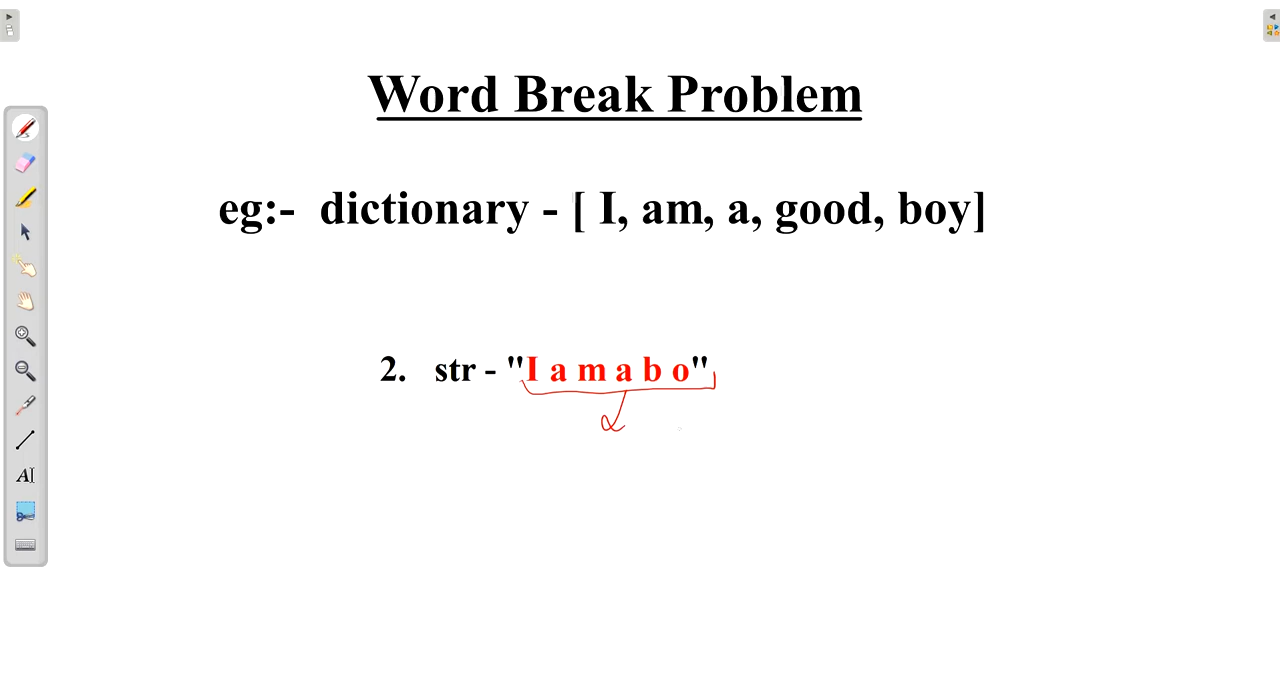 Word Break Problem
eg:- dictionary - [ I, am, a, good, boy]
2. str - "I a m a b o"